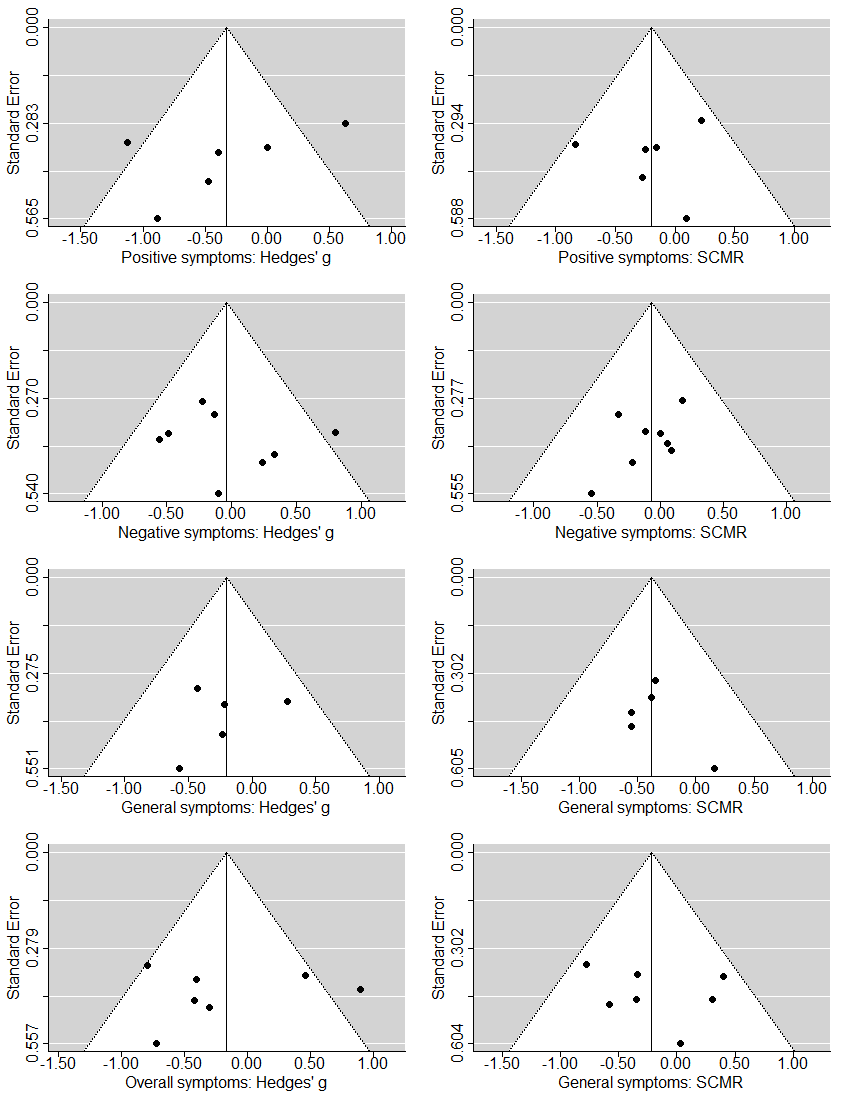 0.000
0.283
0.565
Standard Error
-1.50 -1.00 -0.50 0.00 0.50 1.00
Positive symptoms: Hedges' g
0.000
0.294
0.588
Standard Error
-1.50 -1.00 -0.50 0.00 0.50 1.00
Positive symptoms: SCMR
0.000
0.270
0.540
Standard Error
-1.00 -0.50 0.00 0.50 1.00
Negative symptoms: Hedges' g
0.000
0.277
0.555
Standard Error
-1.00 -0.50 0.00 0.50 1.00
Negative symptoms: SCMR
0.000
0.275
0.551
Standard Error
-1.50 -1.00 -0.50 0.00 0.50 1.00
General symptoms: Hedges' g
0.000
0.302
0.605
Standard Error
-1.50 -1.00 -0.50 0.00 0.50 1.00
General symptoms: SCMR
0.000
0.279
0.557
Standard Error
-1.50 -1.00 -0.50 0.00 0.50 1.00
Overall symptoms: Hedges' g
0.000
0.302
0.604
Standard Error
-1.50 -1.00 -0.50 0.00 0.50 1.00
General symptoms: SCMR